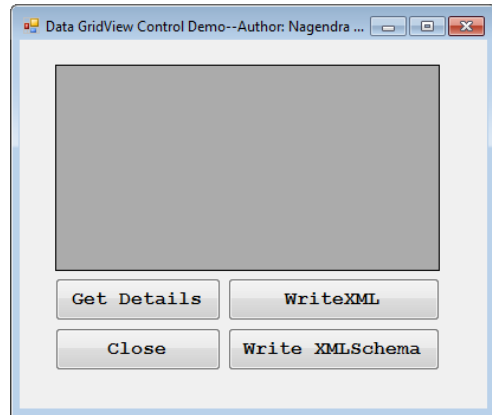 Data GridView Control Demo--Author: Nagendra ...
Get Details WriteXML
Close Write XMLSchema